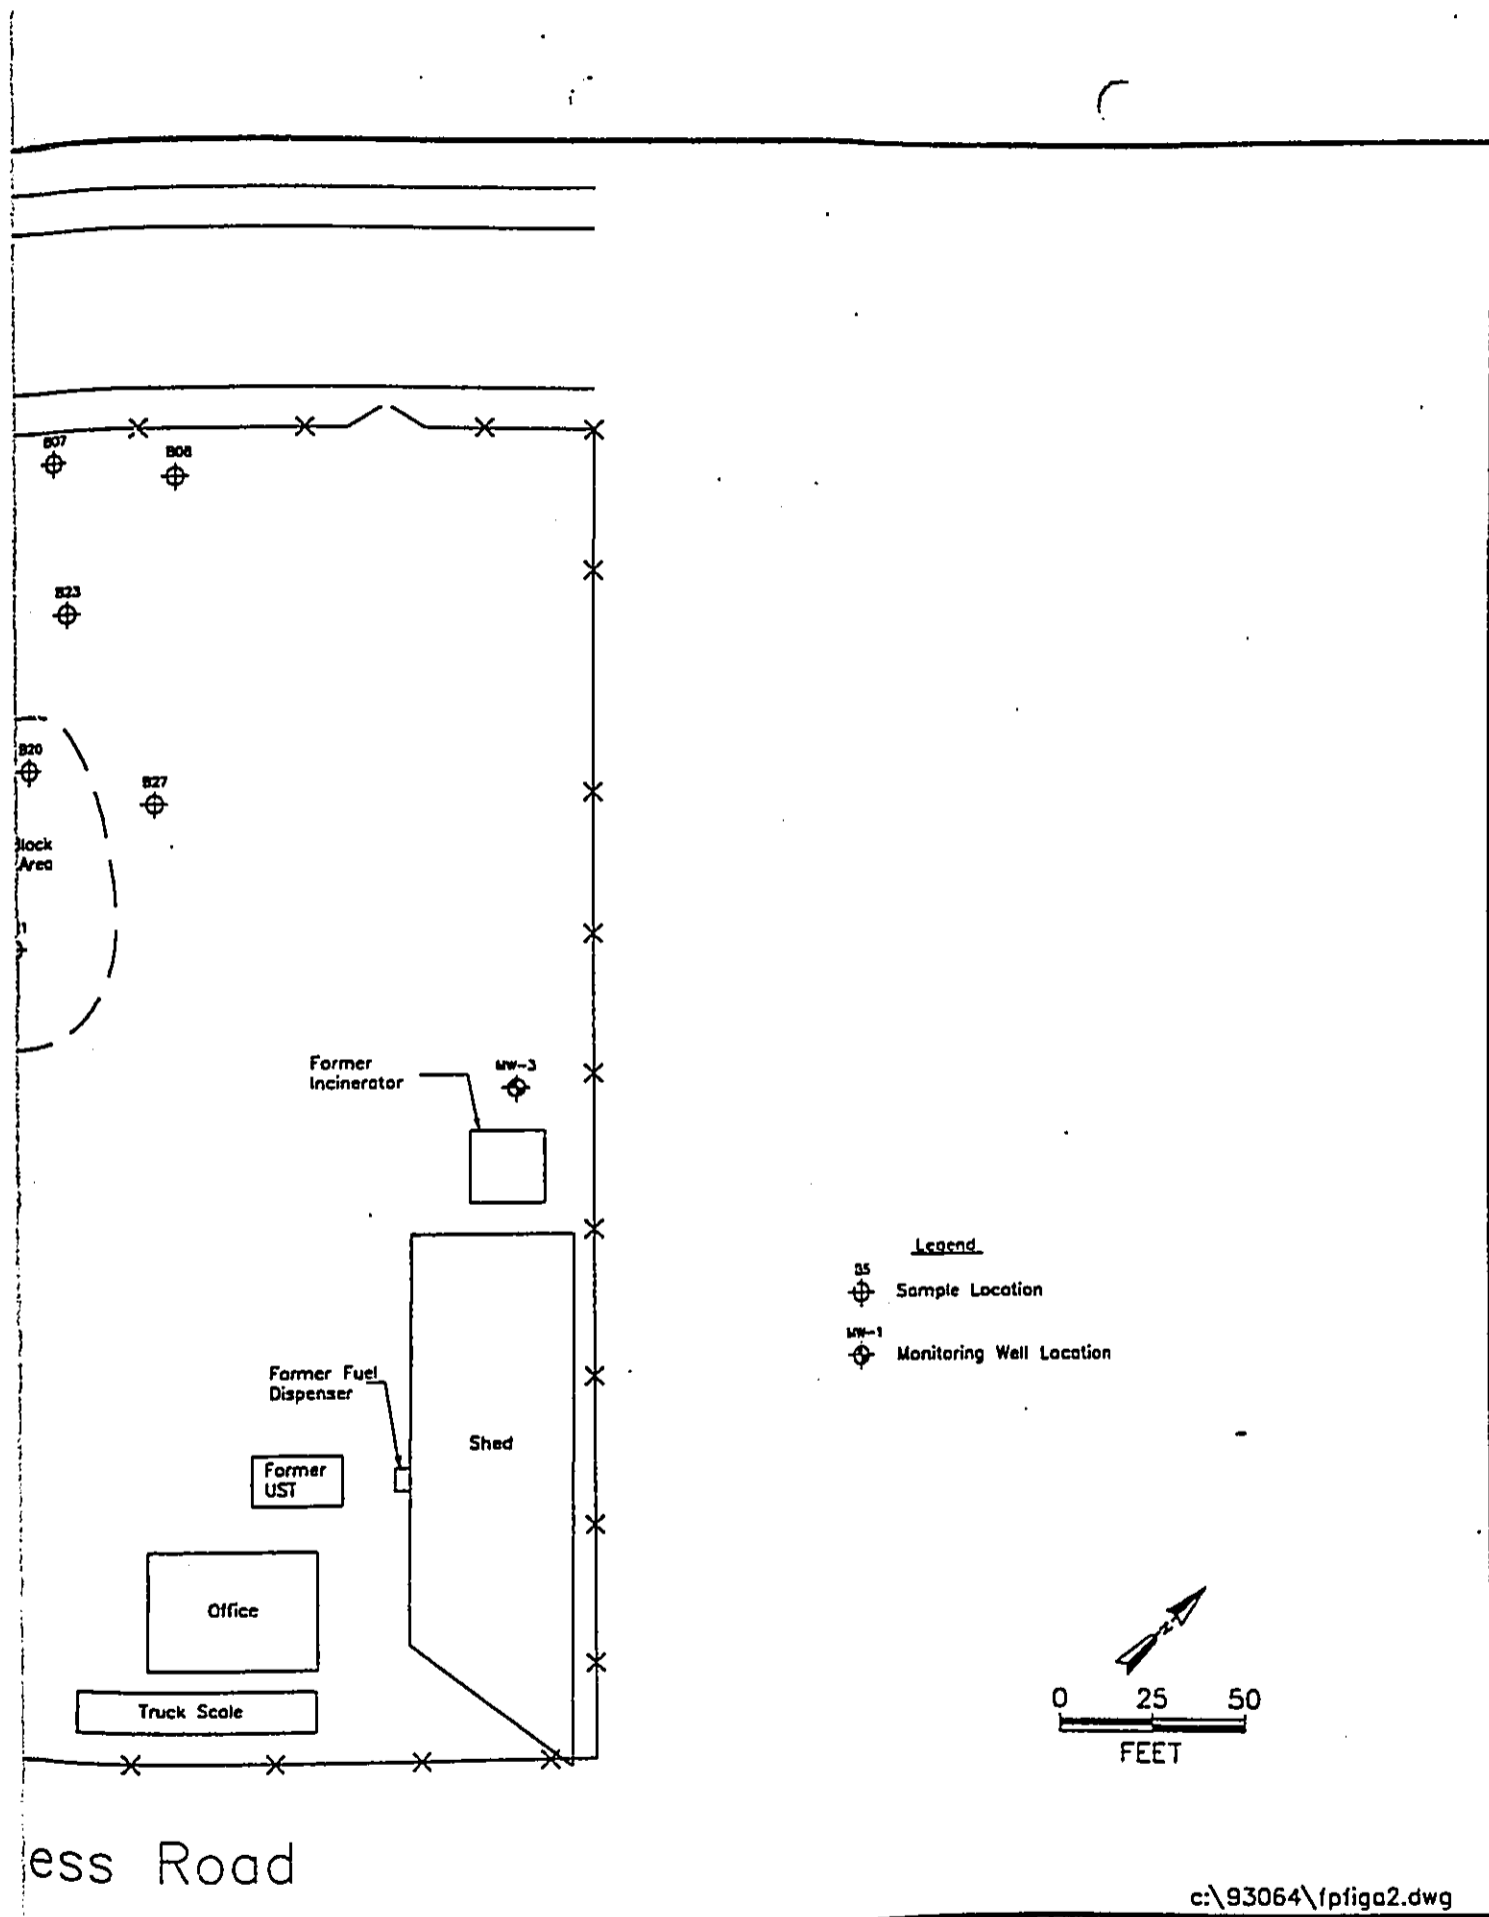 B07
B08
B23
B20
B27
lock
Area
1
Former
Incinerator
MW-3
Legend
B5
Sample Location
MW-1
Monitoring Well Location
Former Fuel
Dispenser
Shed
Former
UST
Office
Truck Scale
N
0 25 50
FEET
ess Road
c:\93064\fpfiga2.dwg